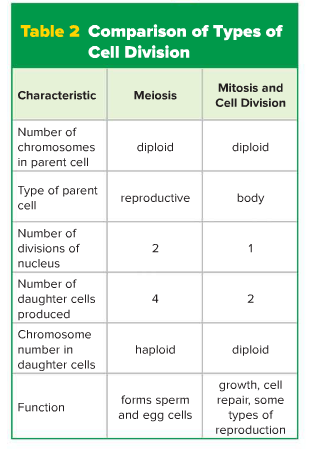 Table 2 Comparison of Types of
Cell Division
Characteristic
Meiosis
Mitosis and
Cell Division
Number of
chromosomes
in parent cell
diploid
diploid
Type of parent
cell
reproductive
body
Number of
divisions of
nucleus
2
1
Number of
daughter cells
produced
4
2
Chromosome
number in
daughter cells
haploid
diploid
Function
forms sperm
and egg cells
growth, cell
repair, some
types of
reproduction